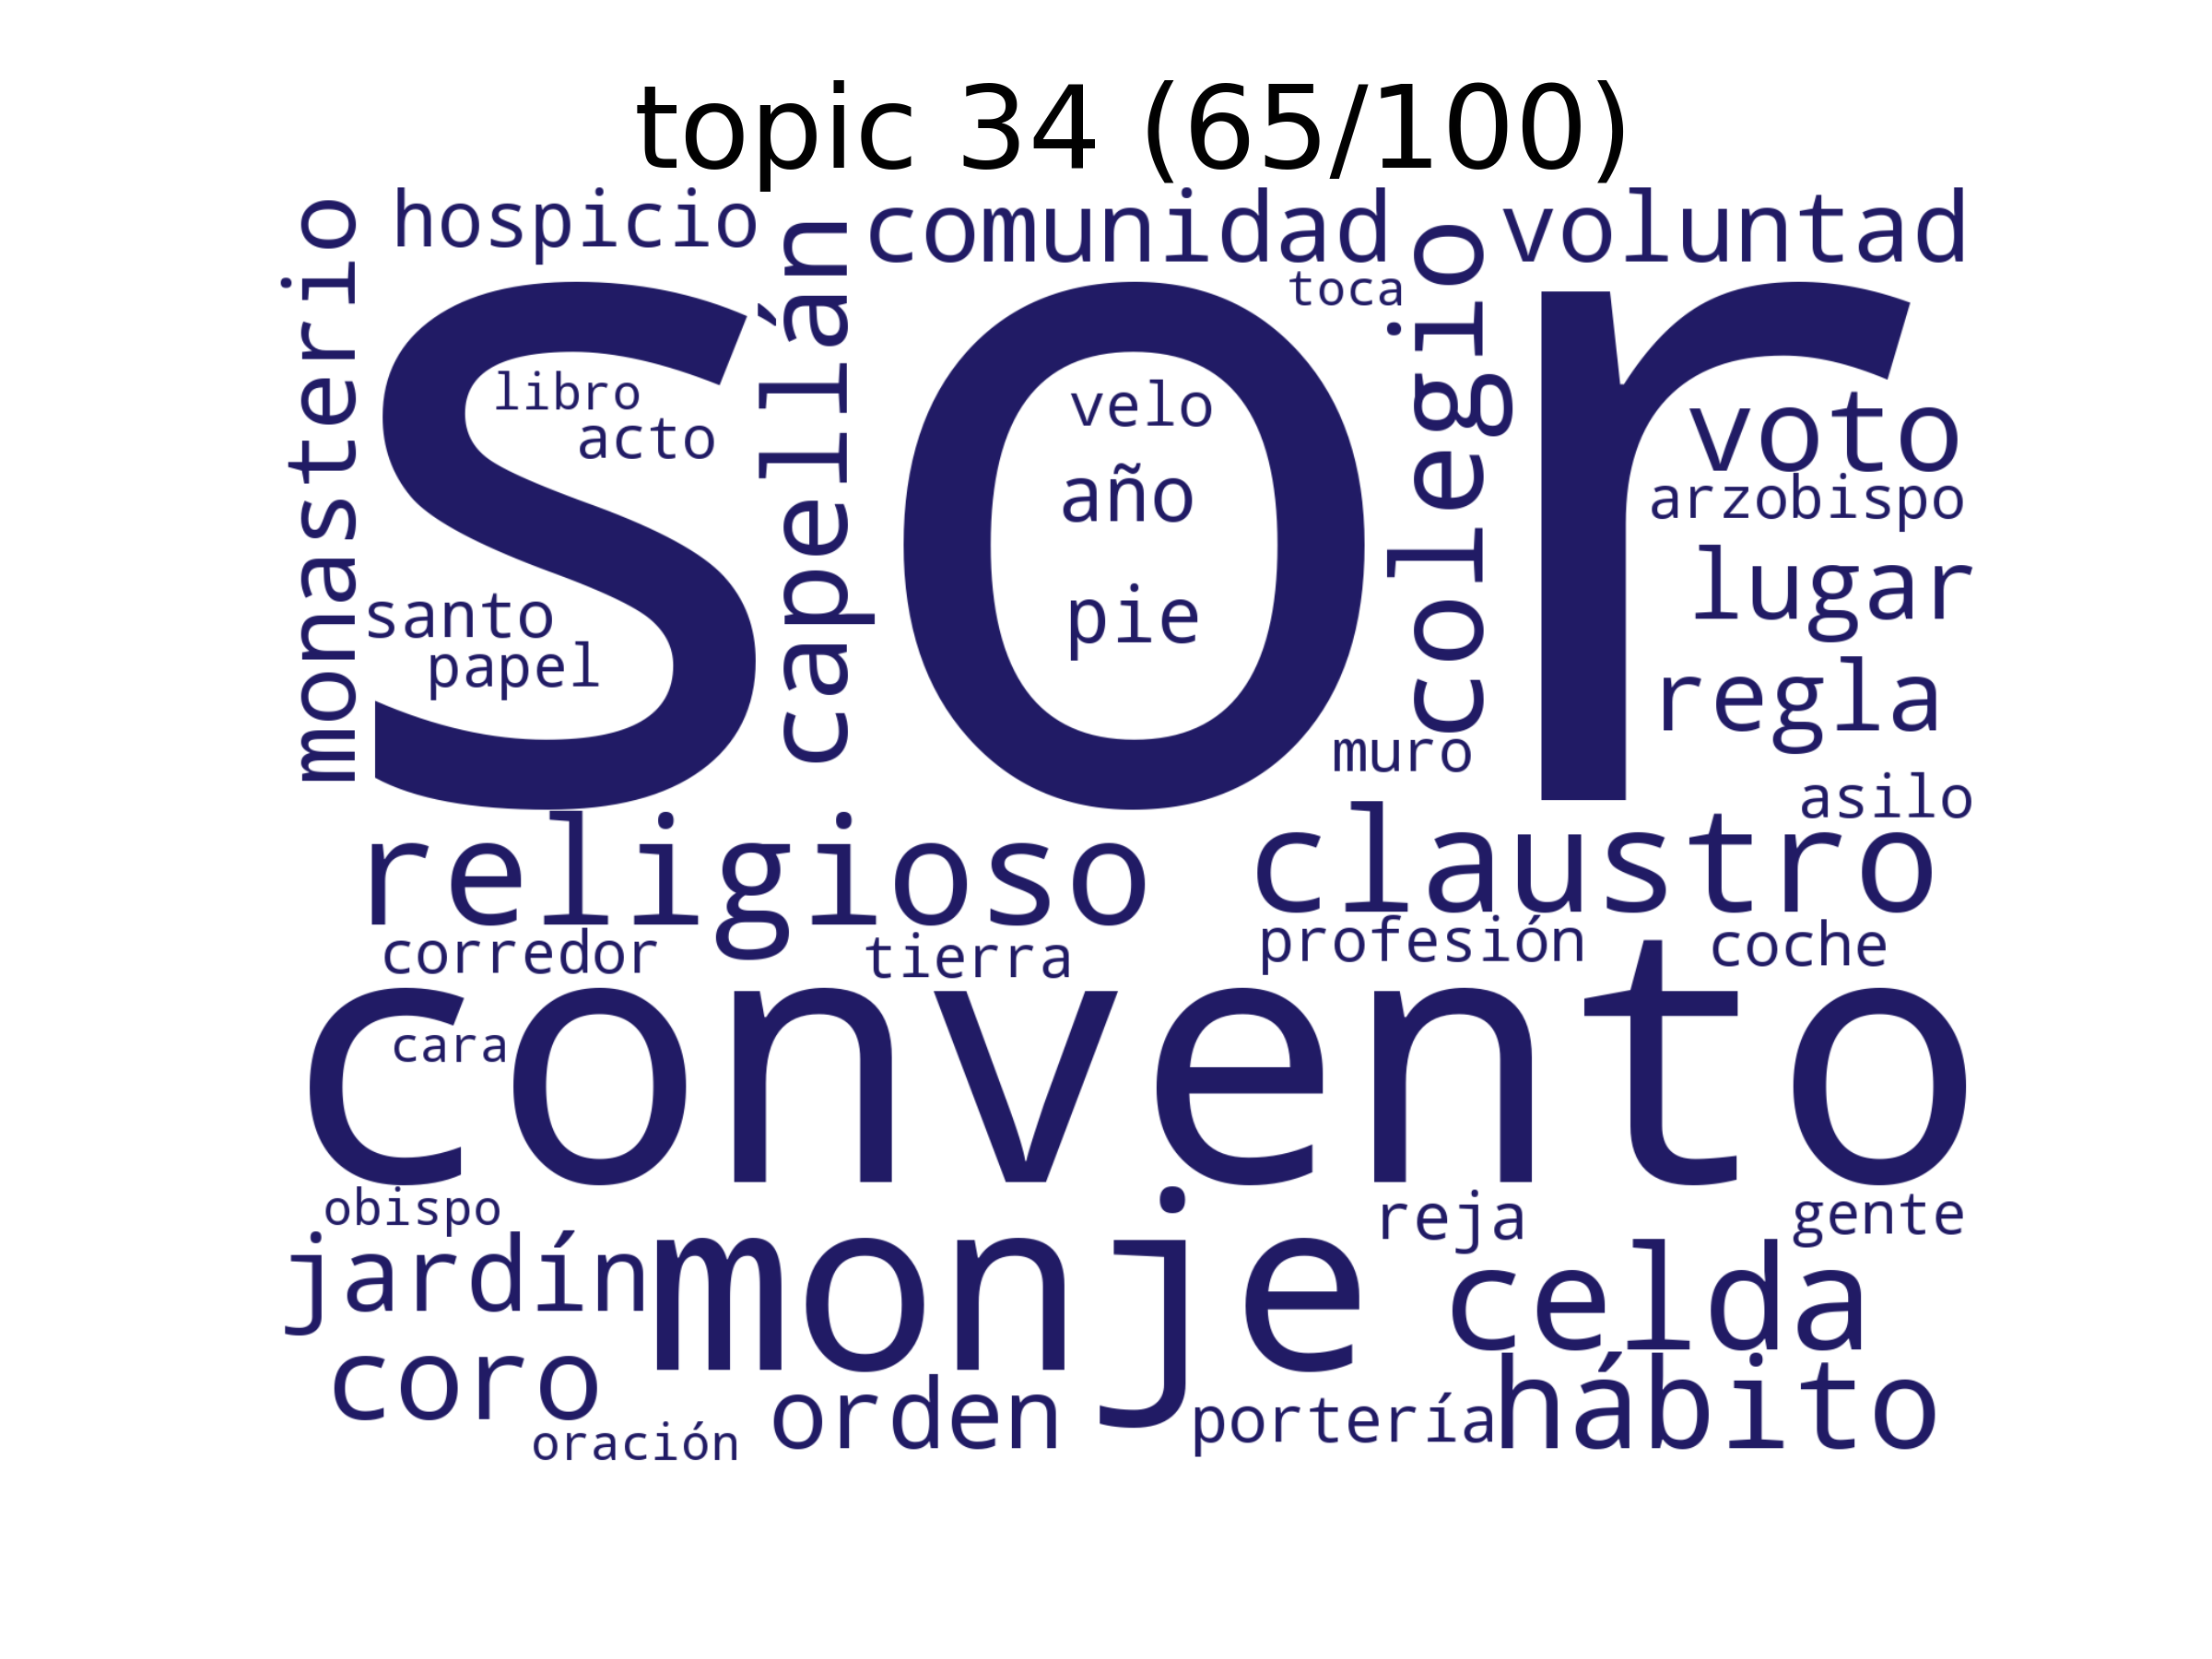 topic 34 (65/100)
hospicio
comunidad
voluntad
monasterio
capellán
toca
colegio
sor
libro
acto
velo
año
pie
voto
arzobispo
lugar
regla
santo
papel
muro
asilo
religioso
claustro
corredor
tierra
profesión
coche
convento
cara
obispo
reja
gente
jardín
monje
celda
coro
orden
portería
hábito
oración